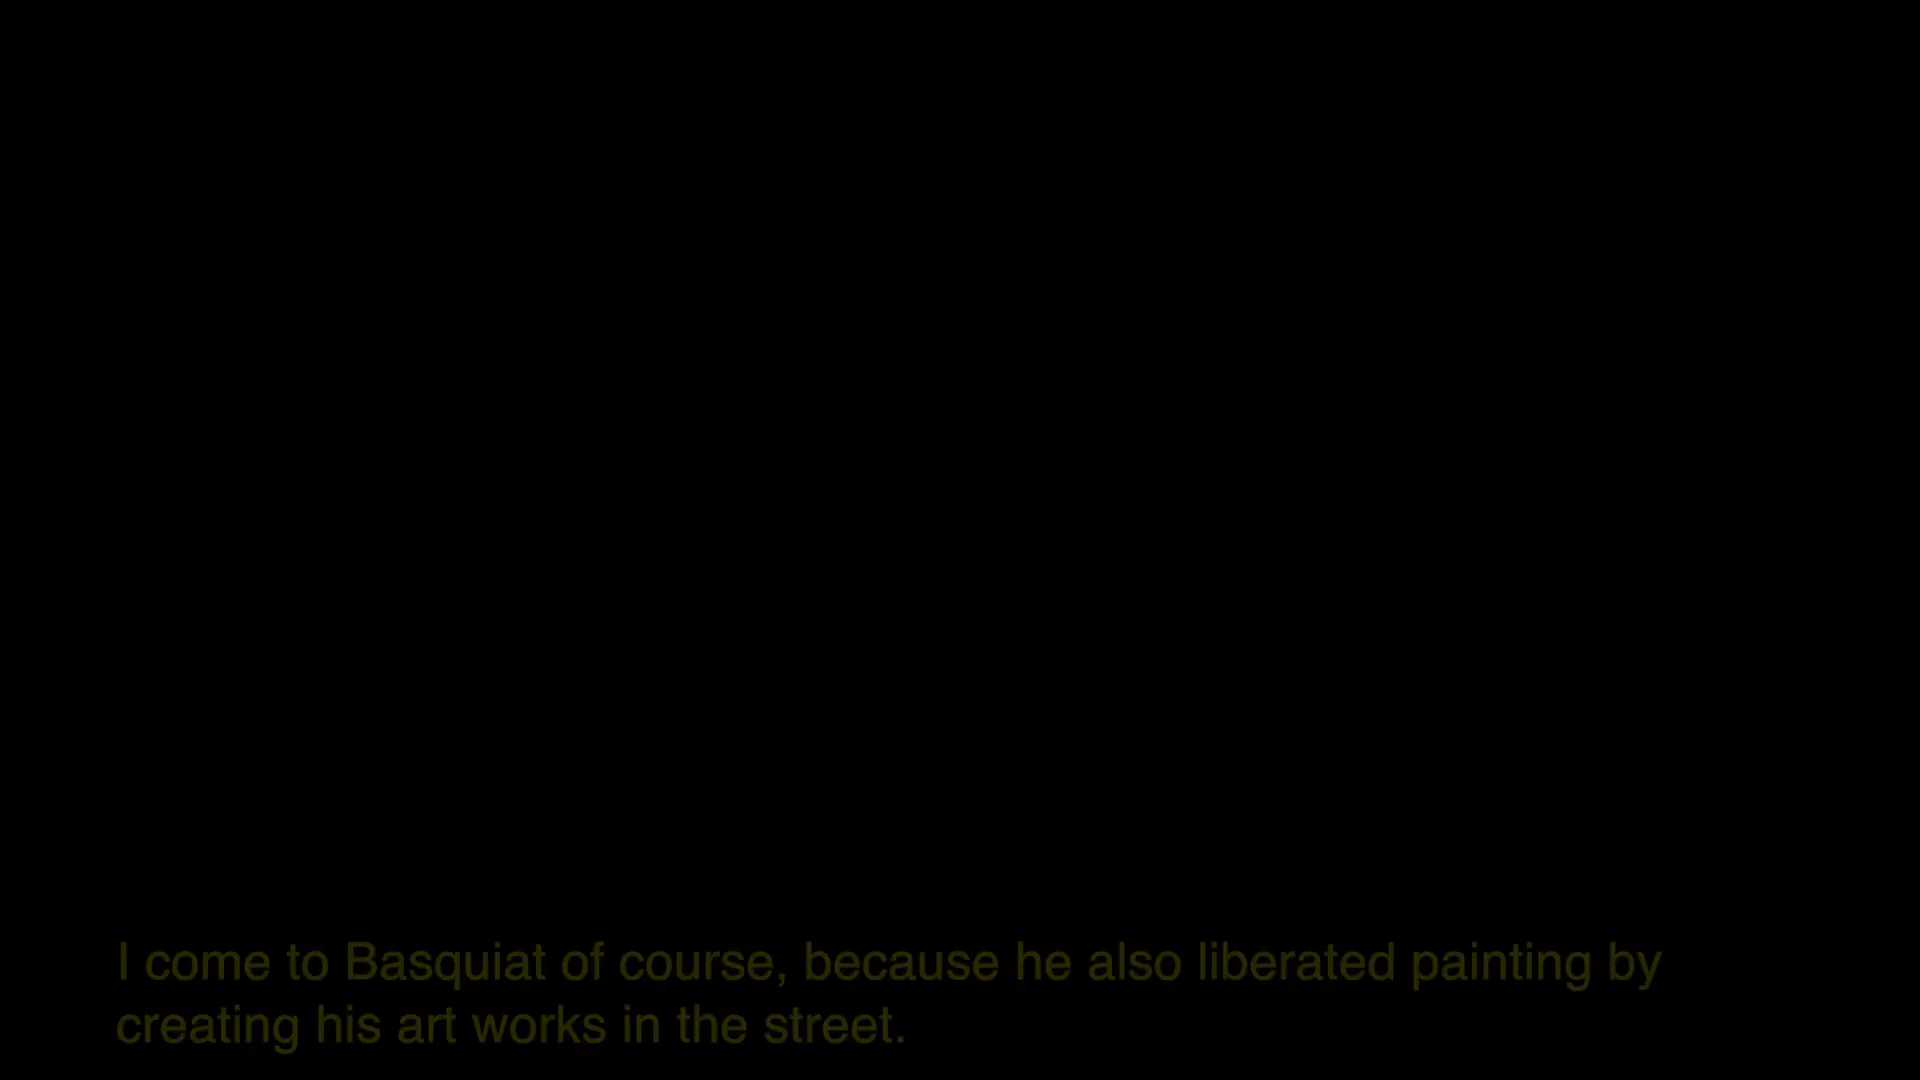 I come to Basquiat of course, because he also liberated painting by
creating his art works in the street.